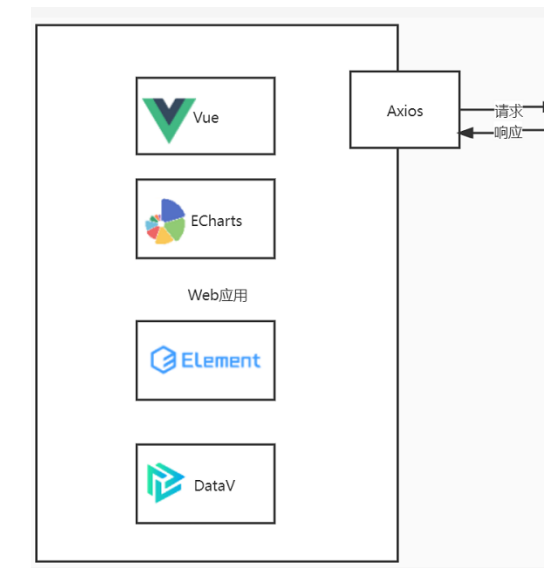 Vue
Axios
请求
响应
ECharts
Web应用
Element
DataV